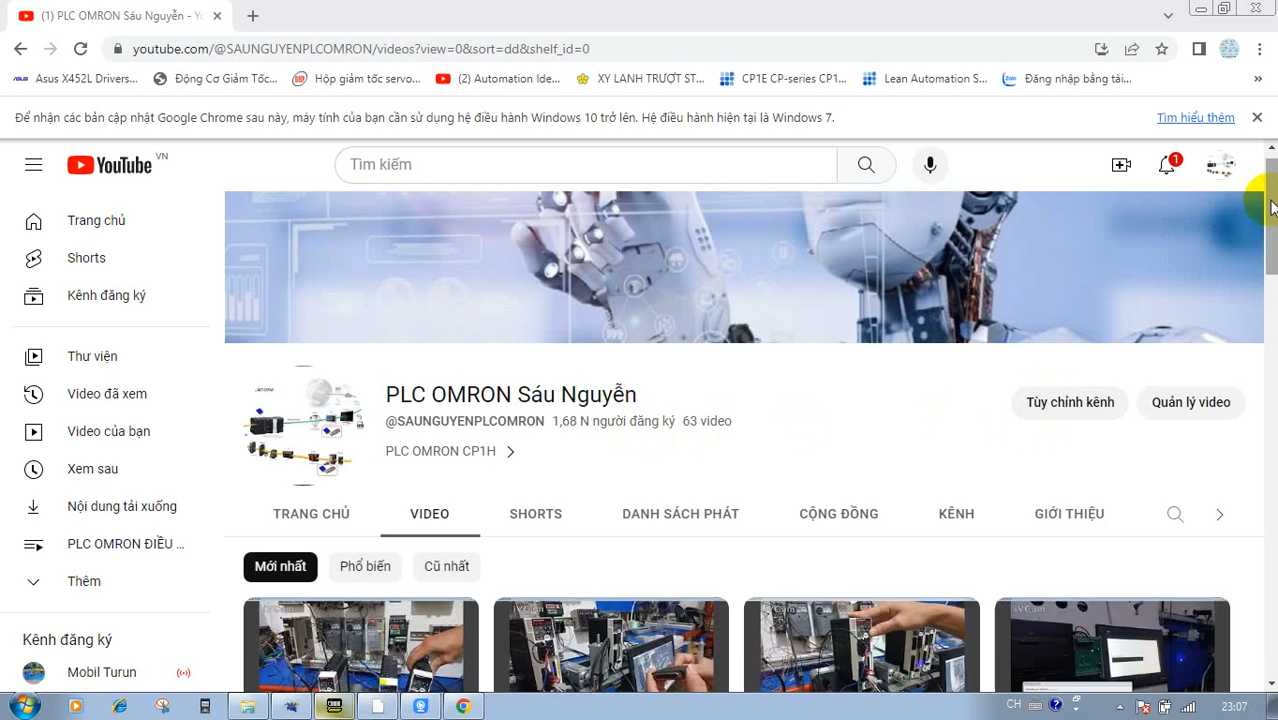 (1) PLC OMRON Sáu Nguyễn - Yo
youtube.com/@SAUNGUYENPLCOMRON/videos?view=0&sort=dd&shelf_id=0
Asus X452L Drivers...
Động Cơ Giảm Tốc...
Hộp giảm tốc servo...
(2) Automation Ide...
XY LANH TRƯỢT ST...
CP1E CP-series CP1...
Lean Automation S...
Đăng nhập bằng tài...
Để nhận các bản cập nhật Google Chrome sau này, máy tính của bạn cần sử dụng hệ điều hành Windows 10 trở lên. Hệ điều hành hiện tại là Windows 7.
Tìm hiểu thêm
YouTube VN
Tìm kiếm
1
Trang chủ
Shorts
Kênh đăng ký
Thư viện
Video đã xem
Video của bạn
Xem sau
Nội dung tải xuống
PLC OMRON ĐIỀU ...
Thêm
Kênh đăng ký
Mobil Turun
PLC OMRON Sáu Nguyễn
@SAUNGUYENPLCOMRON 1,68 N người đăng ký 63 video
PLC OMRON CP1H
Tùy chỉnh kênh
Quản lý video
TRANG CHỦ
VIDEO
SHORTS
DANH SÁCH PHÁT
CỘNG ĐỒNG
KÊNH
GIỚI THIỆU
Mới nhất
Phổ biến
Cũ nhất
iVCam
iVCam
iVCam
iVCam
CH
23:07